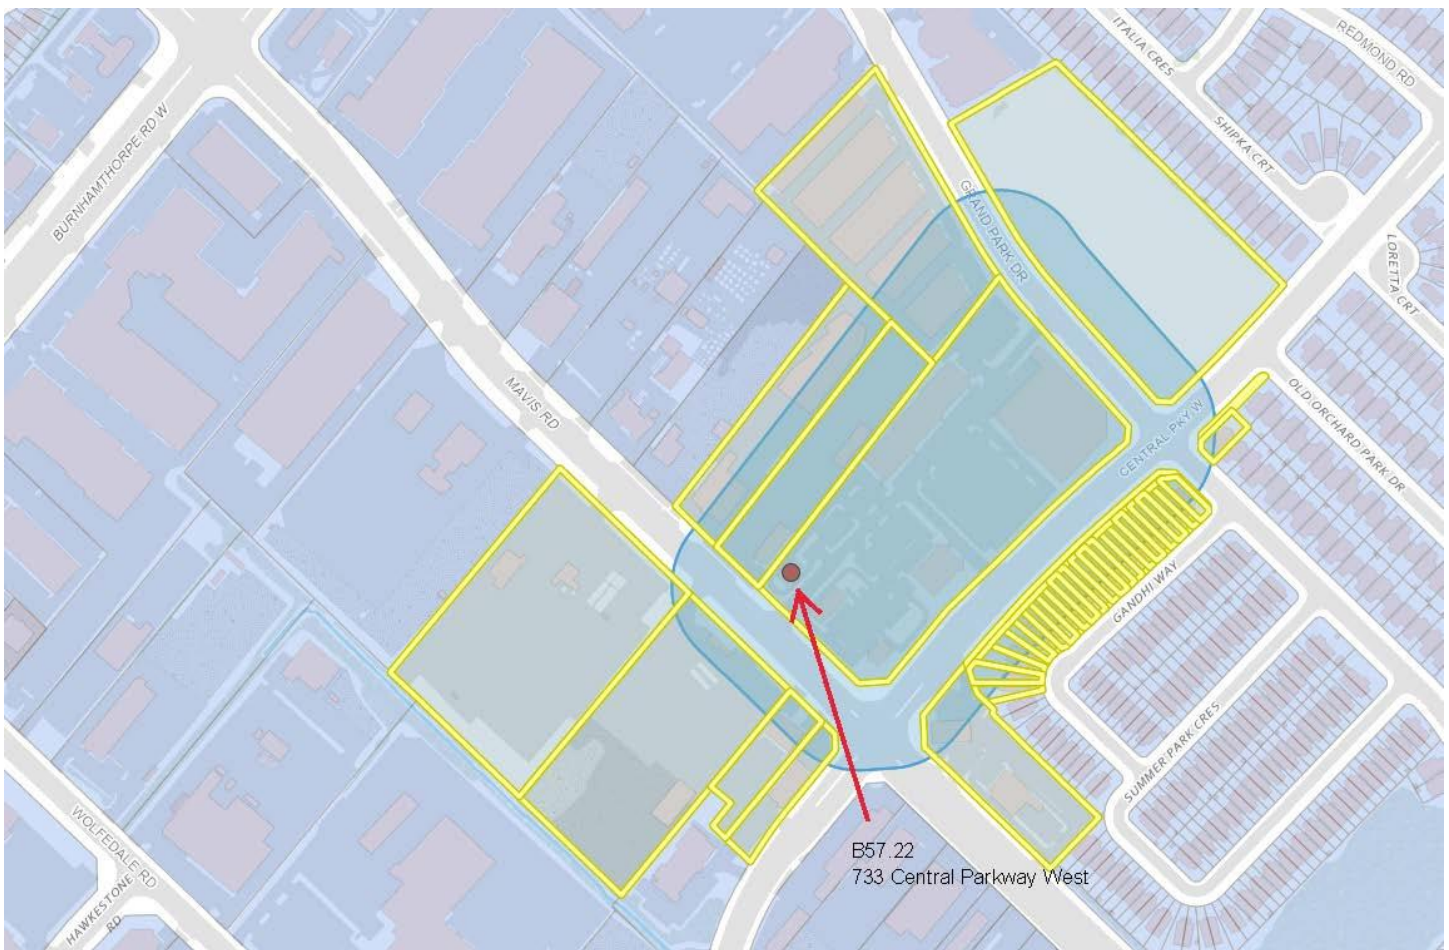 ITALIA CRES
REDMOND RD
BURNHAMTHORPE RD W
SHIPKA CRT
GRAND PARK DR
LORETTA CRT
MAVIS RD
OLD ORCHARD PARK DR
CENTRAL PKY W
GANDHI WAY
SUMMER PARK CRES
WOLFEDALE RD
HAWKESTONE
RD
B57.22
733 Central Parkway West